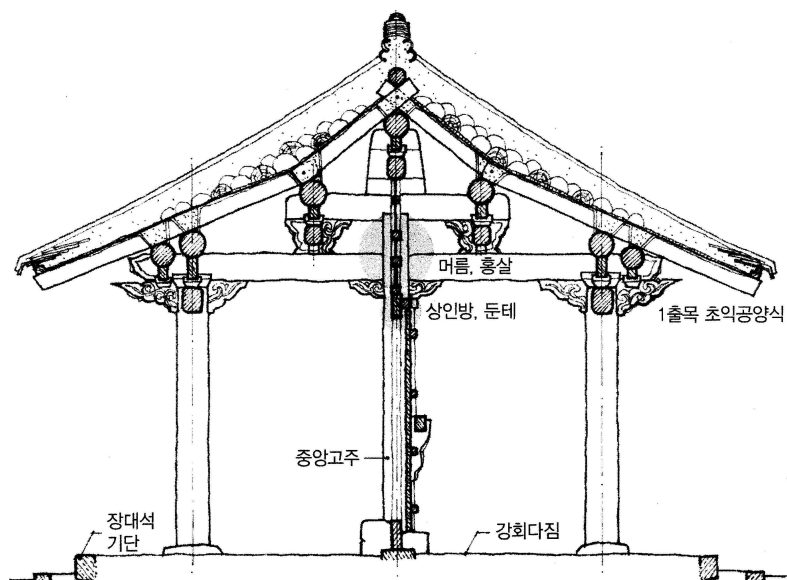 머름, 홍살
상인방, 둔테
1출목 초익공양식
중앙고주
장대석
기단
강회다짐